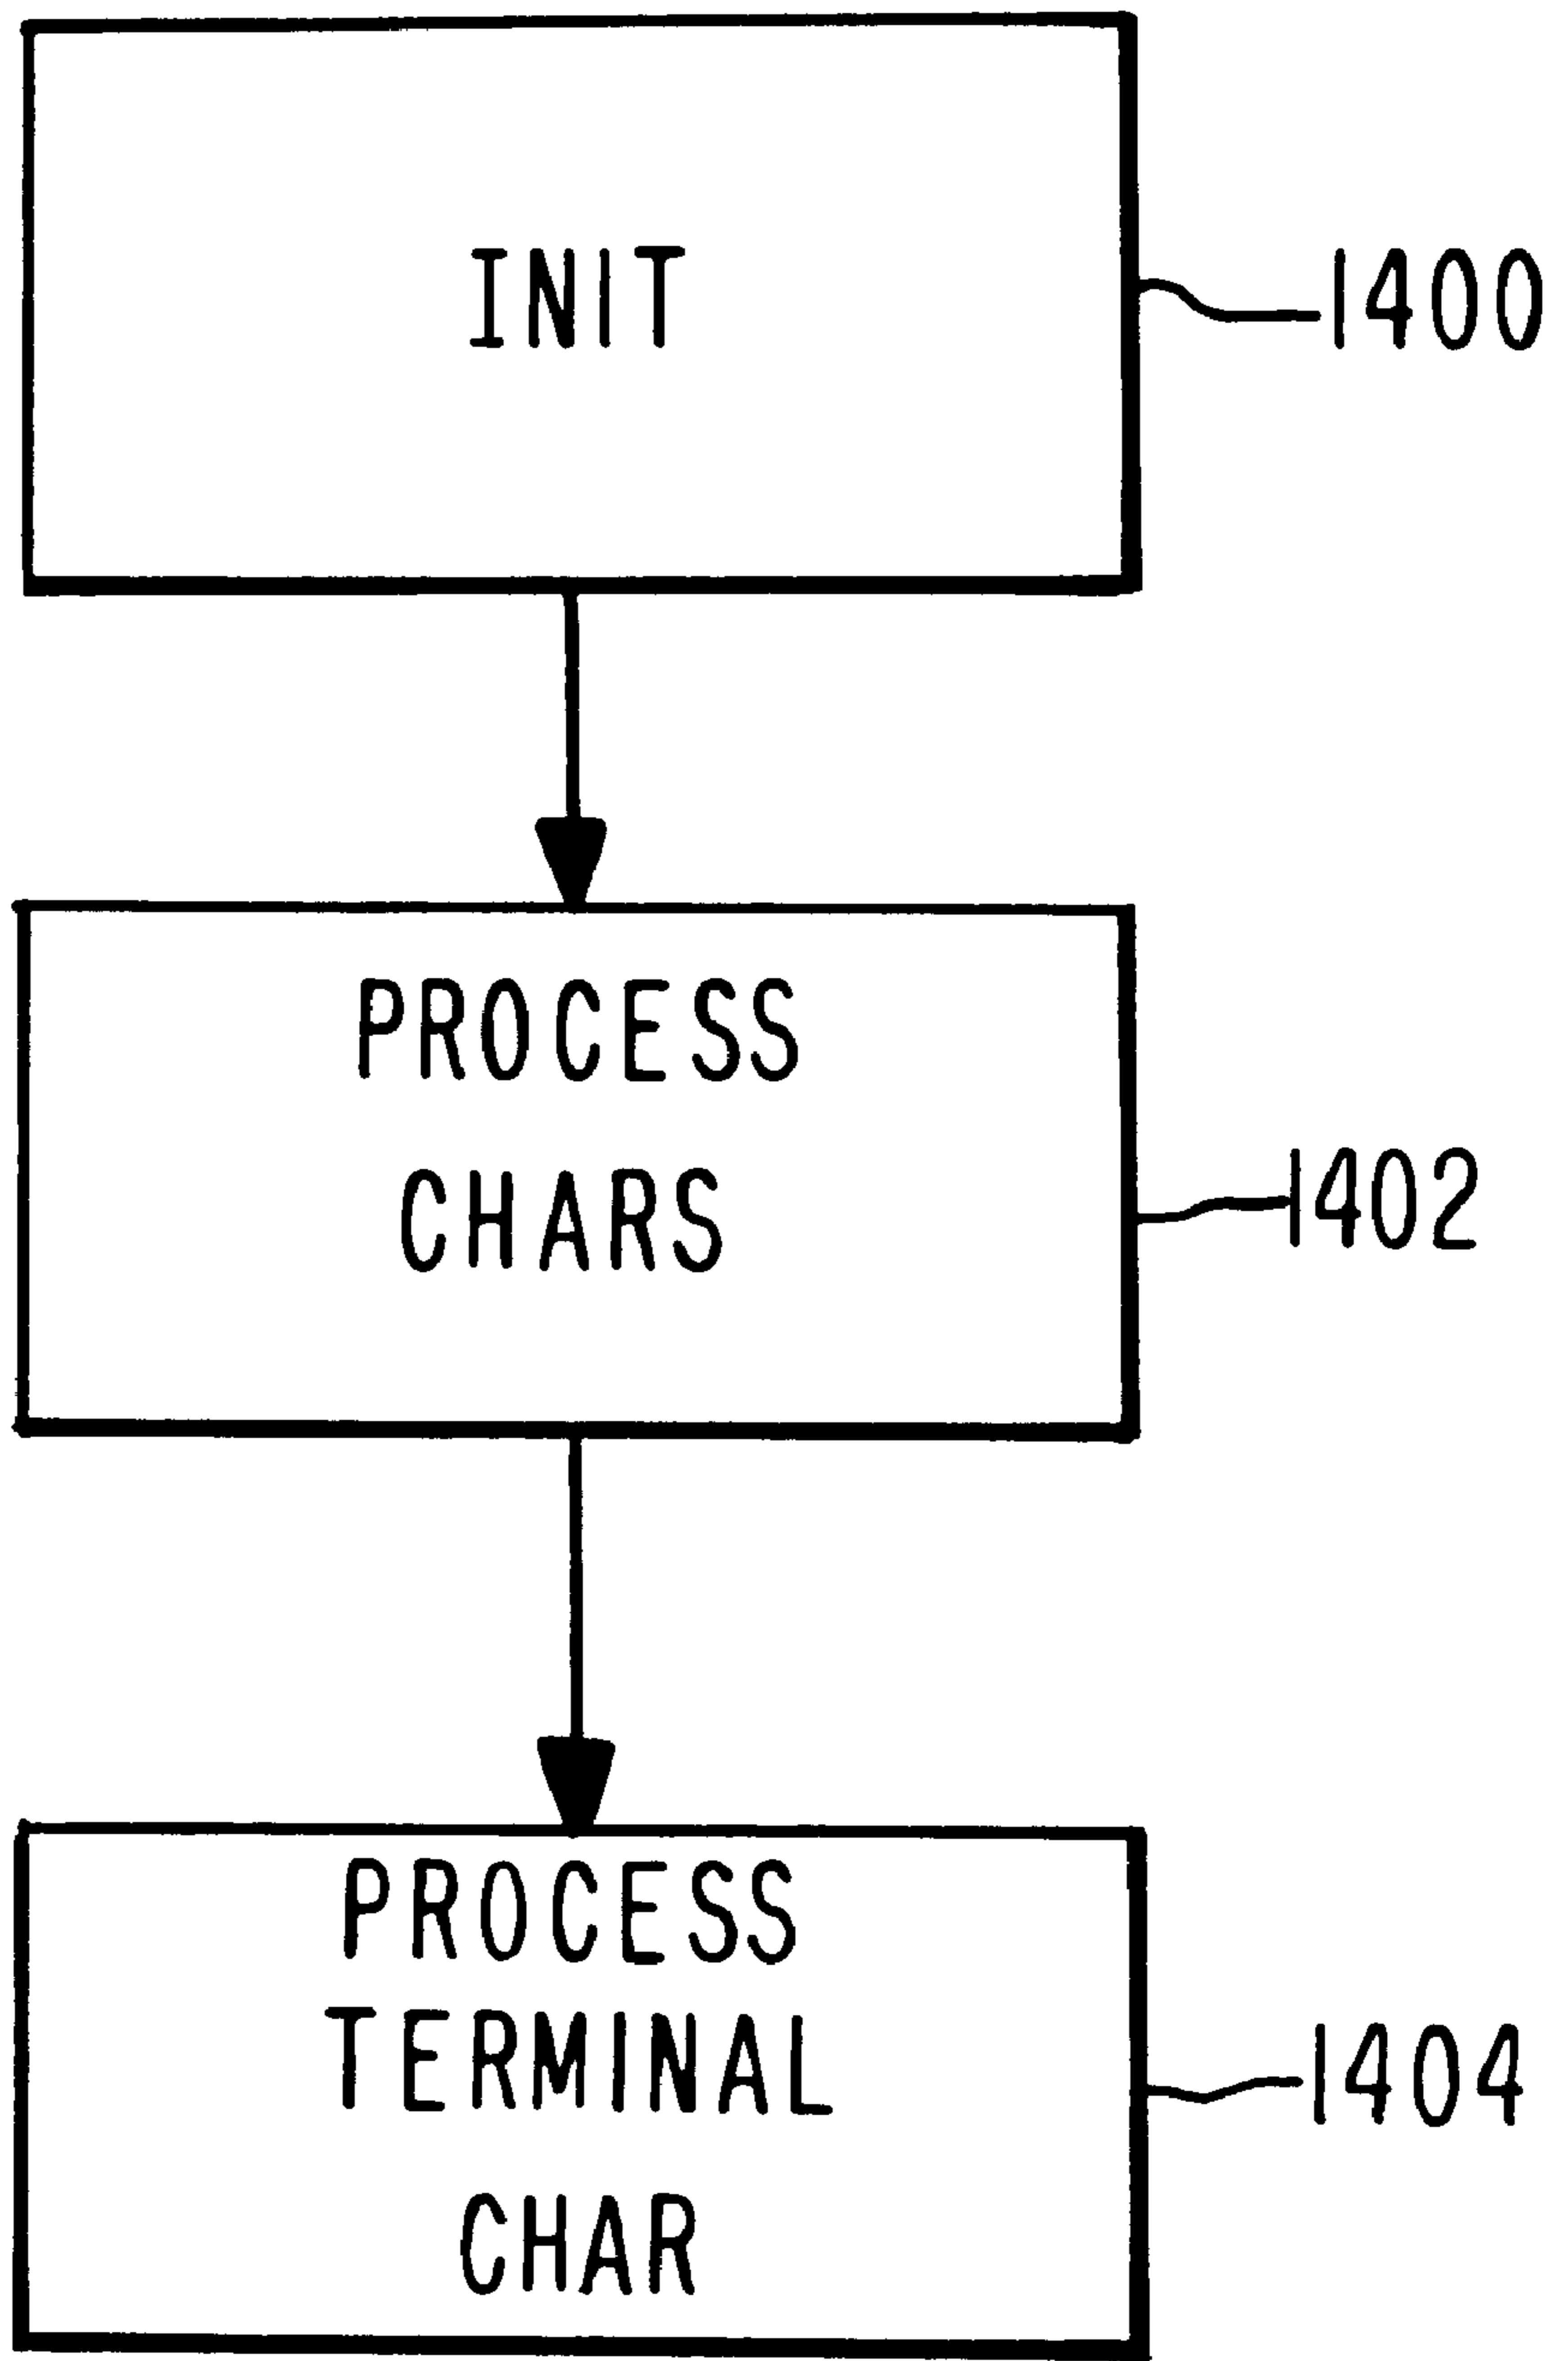 INIT
1400
PROCESS
CHARS
1402
PROCESS
TERMINAL
CHAR
1404